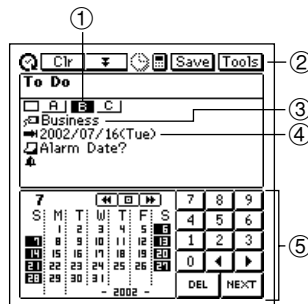 ①
Clr Save Tools ②
To Do
A B C
Business ③
2002/07/16(Tue) ④
Alarm Date?
7
S M T W T F S
1 2 3 4 5 6
7 8 9 10 11 12 13
14 15 16 17 18 19 20
21 22 23 24 25 26 27
28 29 30 31
- 2002 -
7 8 9
4 5 6
1 2 3
0
DEL NEXT
⑤